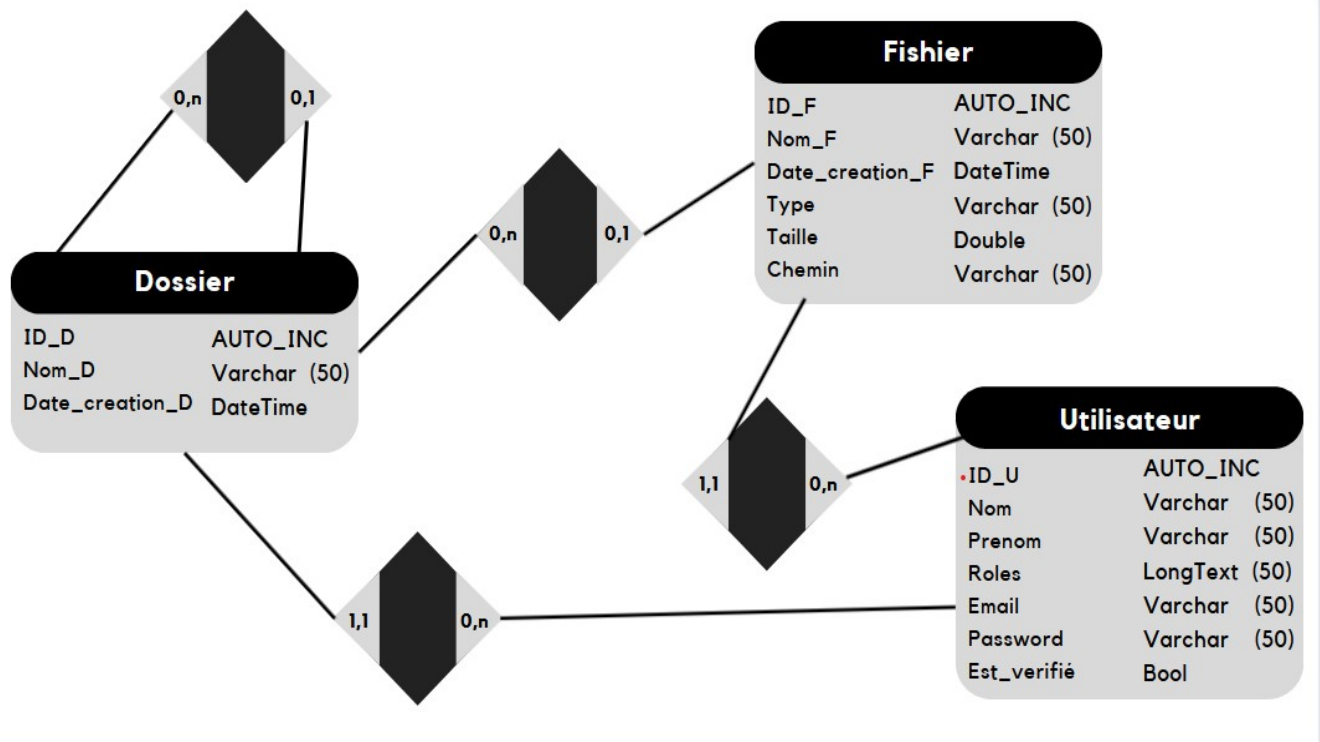 0,n 0,1
Fishier
ID_F AUTO_INC
Nom_F Varchar (50)
Date_creation_F DateTime
Type Varchar (50)
Taille Double
Chemin Varchar (50)
0,n 0,1
Dossier
ID_D AUTO_INC
Nom_D Varchar (50)
Date_creation_D DateTime
1,1 0,n
Utilisateur
ID_U AUTO_INC
Nom Varchar (50)
Prenom Varchar (50)
Roles LongText (50)
Email Varchar (50)
Password Varchar (50)
Est_verifié Bool
1,1 0,n